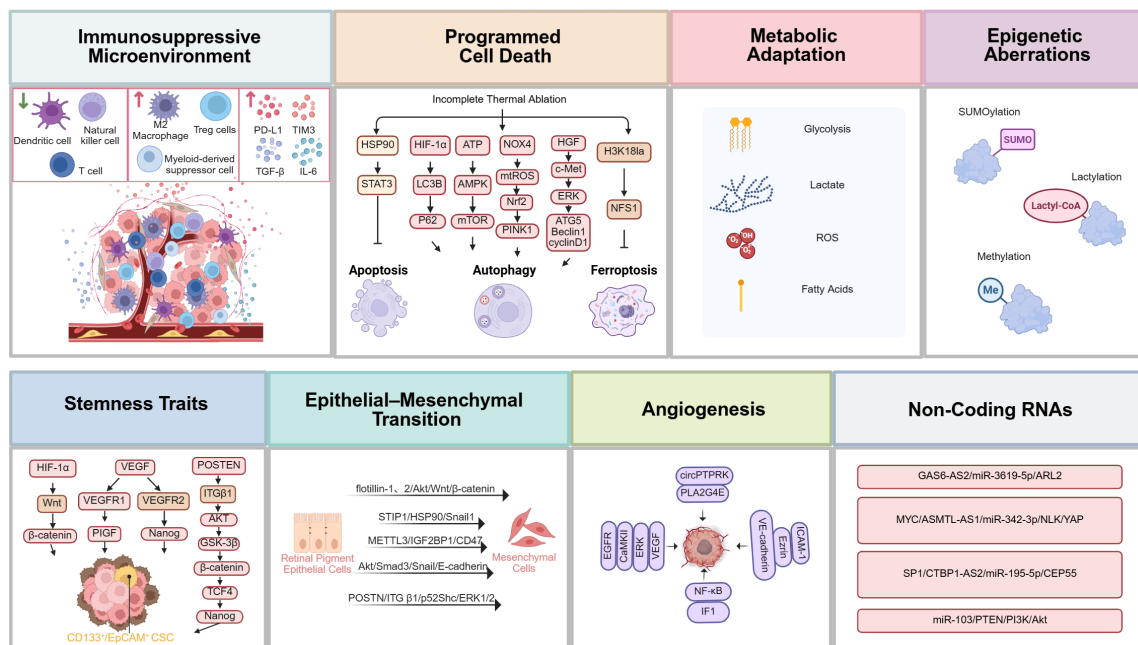 Immunosuppressive
Microenvironment
Dendritic cell
Natural
killer cell
T cell
M2
Macrophage
Treg cells
Myeloid-derived
suppressor cell
PD-L1
TIM3
TGF-β
IL-6
Programmed
Cell Death
Incomplete Thermal Ablation
HSP90
STAT3
HIF-1α
LC3B
P62
ATP
AMPK
mTOR
NOX4
mtROS
Nrf2
PINK1
HGF
c-Met
ERK
ATG5
Beclin1
cyclinD1
H3K18la
NFS1
Apoptosis
Autophagy
Ferroptosis
Metabolic
Adaptation
Glycolysis
Lactate
ROS
Fatty Acids
Epigenetic
Aberrations
SUMOylation
SUMO
Lactylation
Lactyl-CoA
Methylation
Me
Stemness Traits
HIF-1α
Wnt
β-catenin
VEGF
VEGFR1
PIGF
VEGFR2
Nanog
POSTEN
ITGβ1
AKT
GSK-3β
β-catenin
TCF4
Nanog
CD133⁺/EpCAM⁺ CSC
Epithelial–Mesenchymal
Transition
flotillin-1、2/Akt/Wnt/β-catenin
STIP1/HSP90/Snail1
METTL3/IGF2BP1/CD47
Akt/Smad3/Snail/E-cadherin
POSTN/ITG β1/p52Shc/ERK1/2
Retinal Pigment
Epithelial Cells
Mesenchymal
Cells
Angiogenesis
circPTPRK
PLA2G4E
EGFR
CaMKII
ERK
VEGF
VE-cadherin
Ezrin
ICAM-1
NF-κB
IF1
Non-Coding RNAs
GAS6-AS2/miR-3619-5p/ARL2
MYC/ASMTL-AS1/miR-342-3p/NLK/YAP
SP1/CTBP1-AS2/miR-195-5p/CEP55
miR-103/PTEN/PI3K/Akt